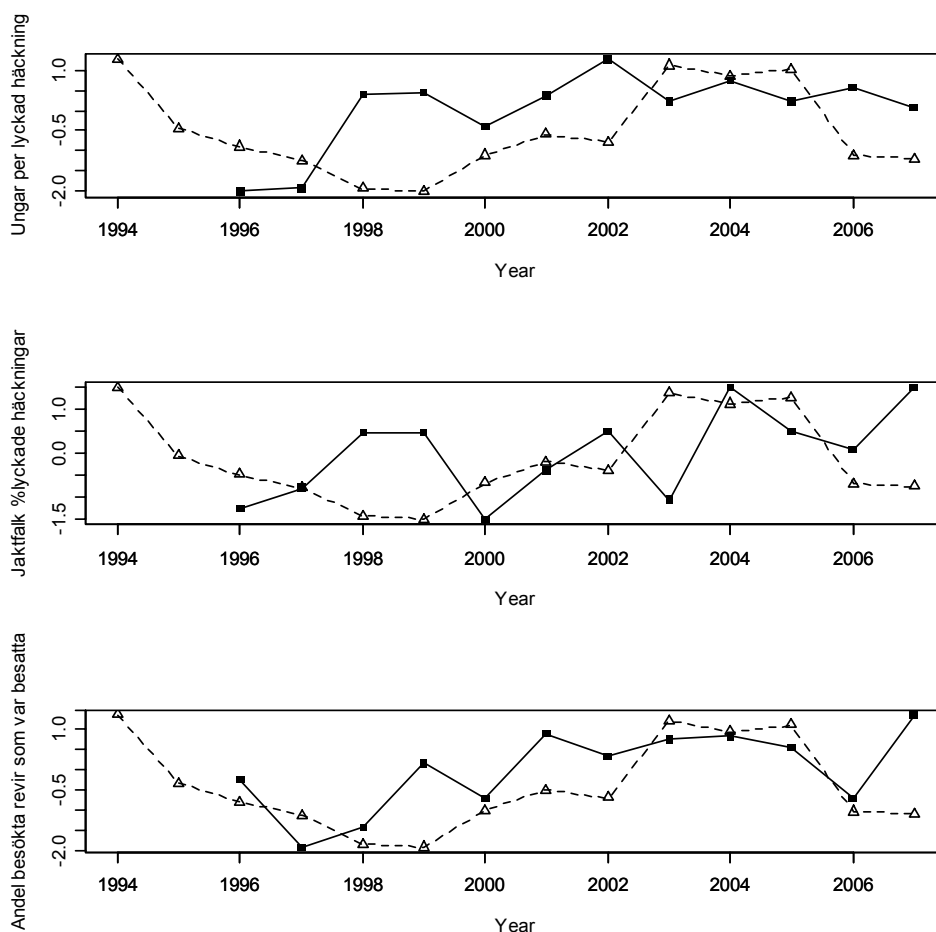 Ungar per lyckad häckning
1.0
-0.5
-2.0
1994 1996 1998 2000 2002 2004 2006
Year
Jaktfalk %lyckade häckningar
1.0
0.0
-1.5
1994 1996 1998 2000 2002 2004 2006
Year
Andel besökta revir som var besatta
1.0
-0.5
-2.0
1994 1996 1998 2000 2002 2004 2006
Year